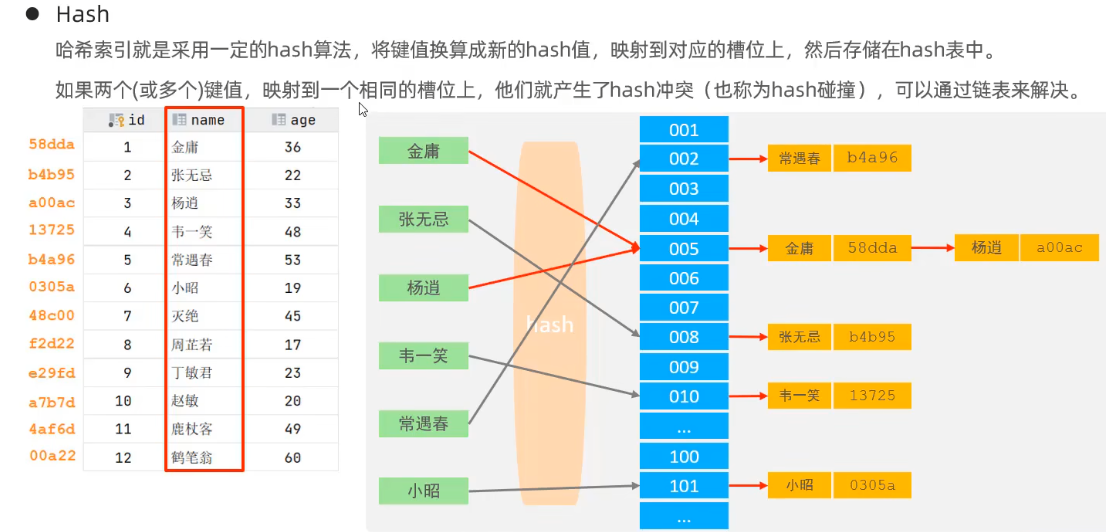 Hash
哈希索引就是采用一定的hash算法，将键值换算成新的hash值，映射到对应的槽位上，然后存储在hash表中。
如果两个(或多个)键值，映射到一个相同的槽位上，他们就产生了hash冲突（也称为hash碰撞），可以通过链表来解决。
id name age
58dda 1 金庸 36
b4b95 2 张无忌 22
a00ac 3 杨逍 33
13725 4 韦一笑 48
b4a96 5 常遇春 53
0305a 6 小昭 19
48c00 7 灭绝 45
f2d22 8 周芷若 17
e29fd 9 丁敏君 23
a7b7d 10 赵敏 20
4af6d 11 鹿杖客 49
00a22 12 鹤笔翁 60
金庸
张无忌
杨逍
韦一笑
常遇春
小昭
hash
001
002 常遇春 b4a96
003
004
005 金庸 58dda 杨逍 a00ac
006
007
008 张无忌 b4b95
009
010 韦一笑 13725
...
100
101 小昭 0305a
...